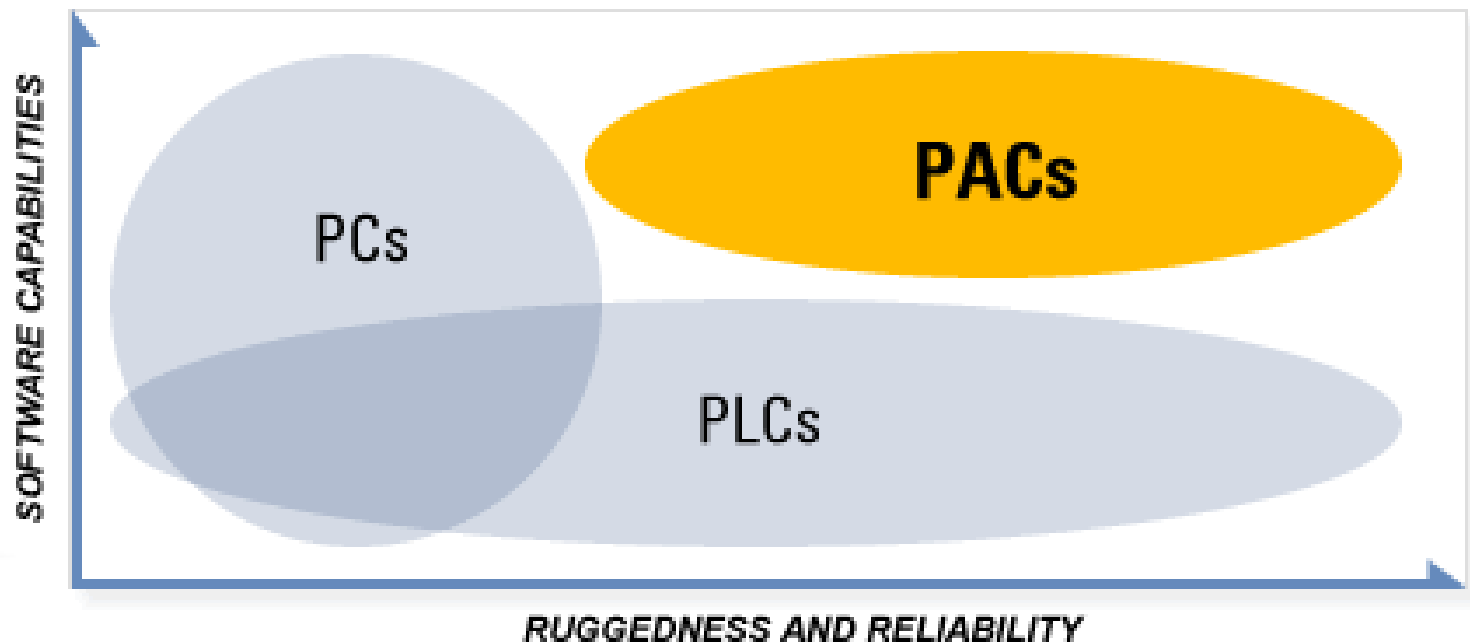 SOFTWARE CAPABILITIES
PCs
PACs
PLCs
RUGGEDNESS AND RELIABILITY